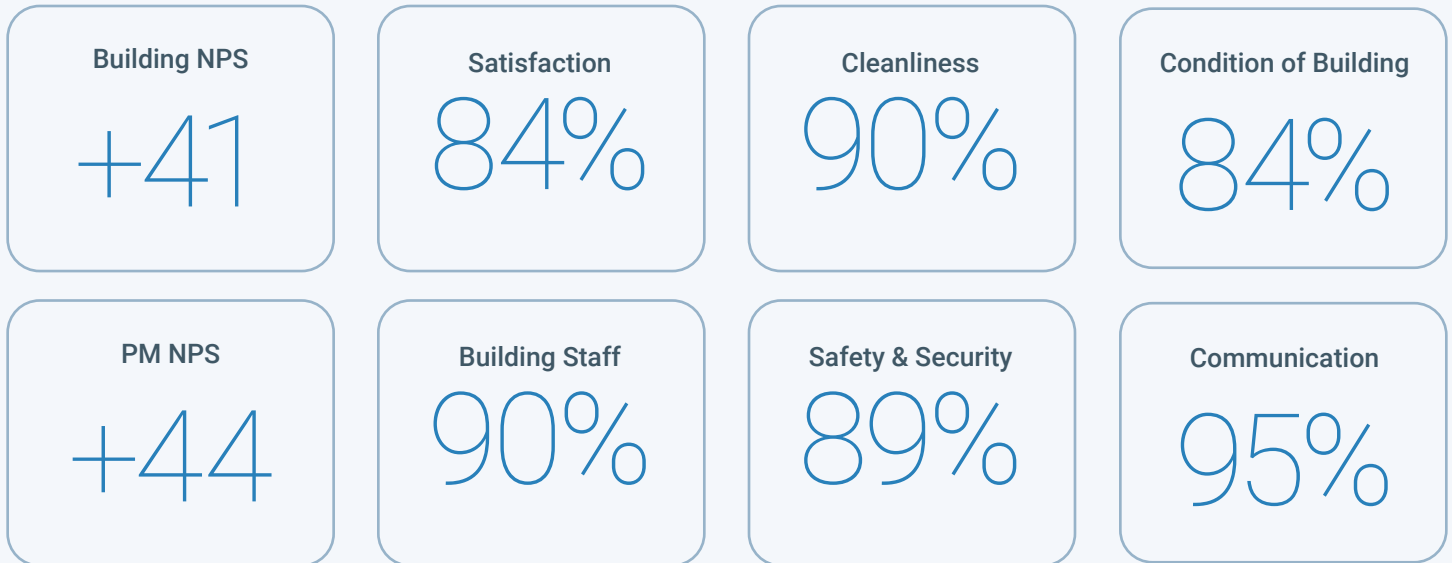 Building NPS
+41
Satisfaction
84%
Cleanliness
90%
Condition of Building
84%
PM NPS
+44
Building Staff
90%
Safety & Security
89%
Communication
95%